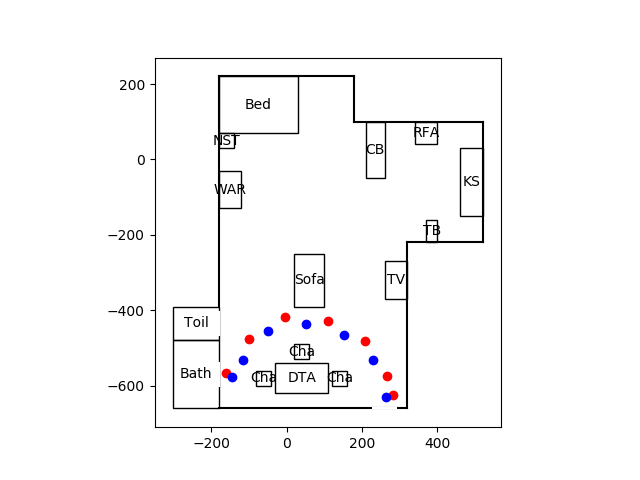 200
0
−200
−400
−600
−200
0
200
400
Bed
NST
WAR
CB
RFA
KS
TB
Sofa
TV
Toil
Bath
Cha
Cha
DTA
Cha